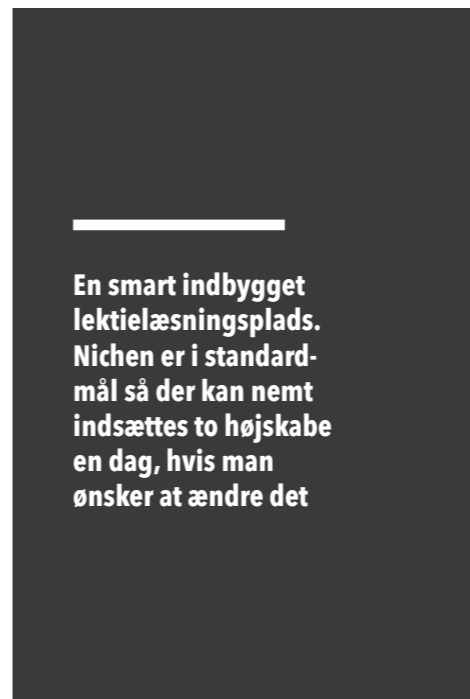 En smart indbygget
lektielæsningsplads.
Nichen er i standard-
mål så der kan nemt
indsættes to højskabe
en dag, hvis man
ønsker at ændre det